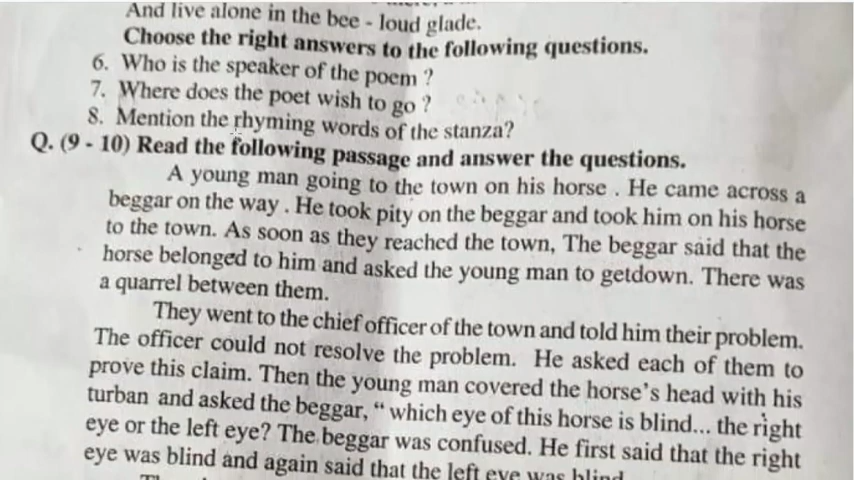 And live alone in the bee - loud glade.
Choose the right answers to the following questions.
6. Who is the speaker of the poem ?
7. Where does the poet wish to go ?
8. Mention the rhyming words of the stanza?
Q. (9 - 10) Read the following passage and answer the questions.
A young man going to the town on his horse . He came across a
beggar on the way . He took pity on the beggar and took him on his horse
to the town. As soon as they reached the town, The beggar said that the
horse belonged to him and asked the young man to getdown. There was
a quarrel between them.
They went to the chief officer of the town and told him their problem.
The officer could not resolve the problem. He asked each of them to
prove this claim. Then the young man covered the horse's head with his
turban and asked the beggar, “ which eye of this horse is blind... the right
eye or the left eye? The beggar was confused. He first said that the right
eye was blind and again said that the left eye was blind